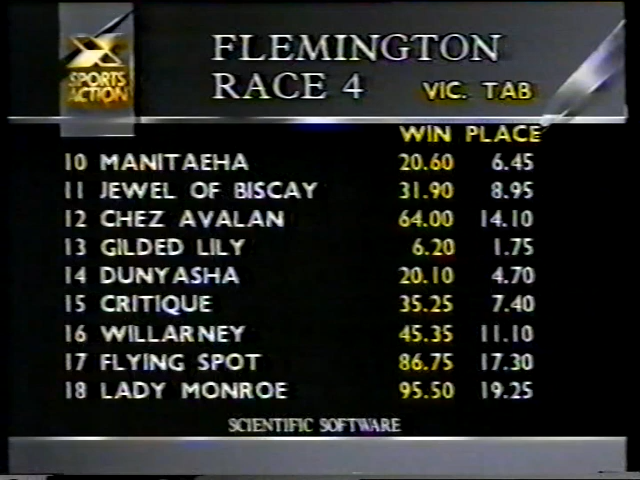 SPORTS
ACTION
FLEMINGTON
RACE 4 VIC. TAB
WIN PLACE
10 MANITAEHA 20.60 6.45
11 JEWEL OF BISCAY 31.90 8.95
12 CHEZ AVALAN 64.00 14.10
13 GILDED LILY 6.20 1.75
14 DUNYASHA 20.10 4.70
15 CRITIQUE 35.25 7.40
16 WILLARNEY 45.35 11.10
17 FLYING SPOT 86.75 17.30
18 LADY MONROE 95.50 19.25
SCIENTIFIC SOFTWARE